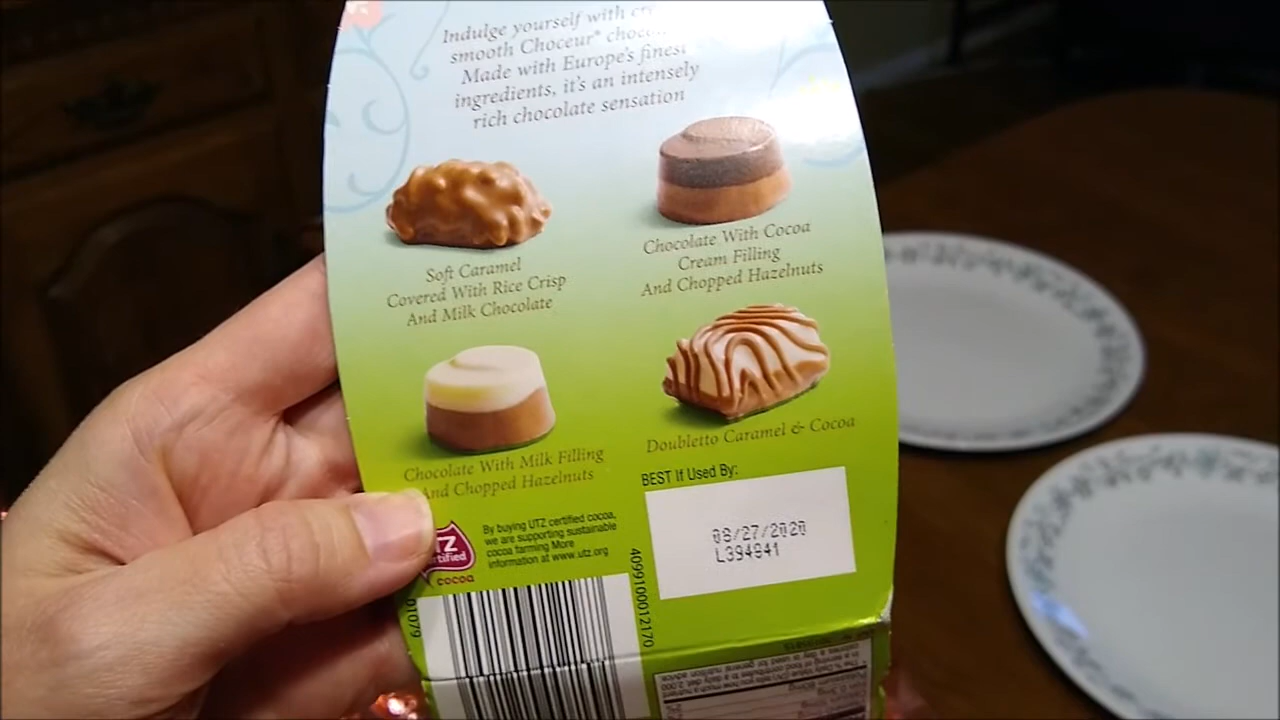 Indulge yourself with
smooth Choceur®
Made with Europe's finest
ingredients, it's an intensely
rich chocolate sensation
Soft Caramel
Covered With Rice Crisp
And Milk Chocolate
Chocolate With Cocoa
Cream Filling
And Chopped Hazelnuts
Chocolate With Milk Filling
And Chopped Hazelnuts
Doubletto Caramel & Cocoa
BEST If Used By:
08/27/2020
L394941
By buying UTZ certified cocoa,
we are supporting sustainable
cocoa farming More
information at www.utz.org
cocoa
4099100012170
01079